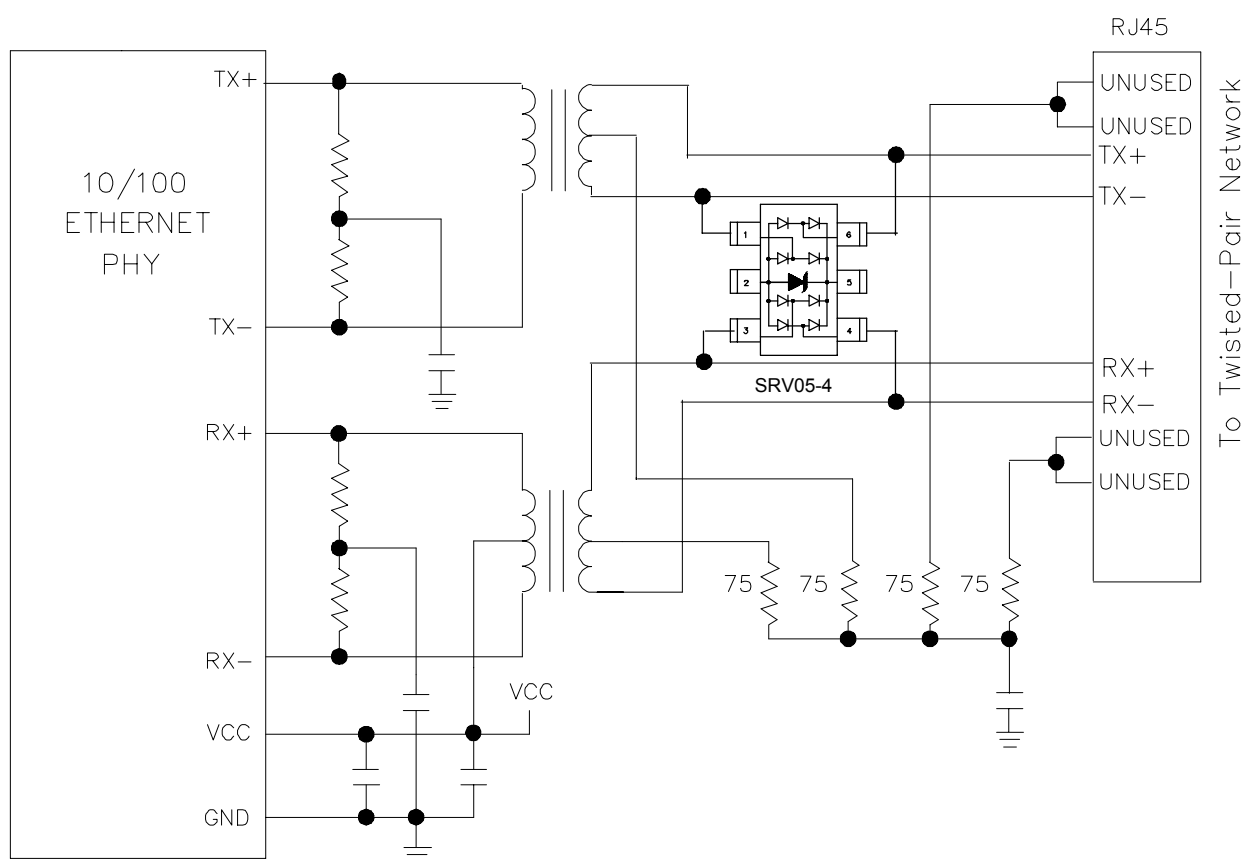 RJ45
TX+
10/100
ETHERNET
PHY
TX-
RX+
RX-
VCC
GND
VCC
1
2
3
6
5
4
SRV05-4
UNUSED
UNUSED
TX+
TX-
RX+
RX-
UNUSED
UNUSED
To Twisted-Pair Network
75
75
75
75